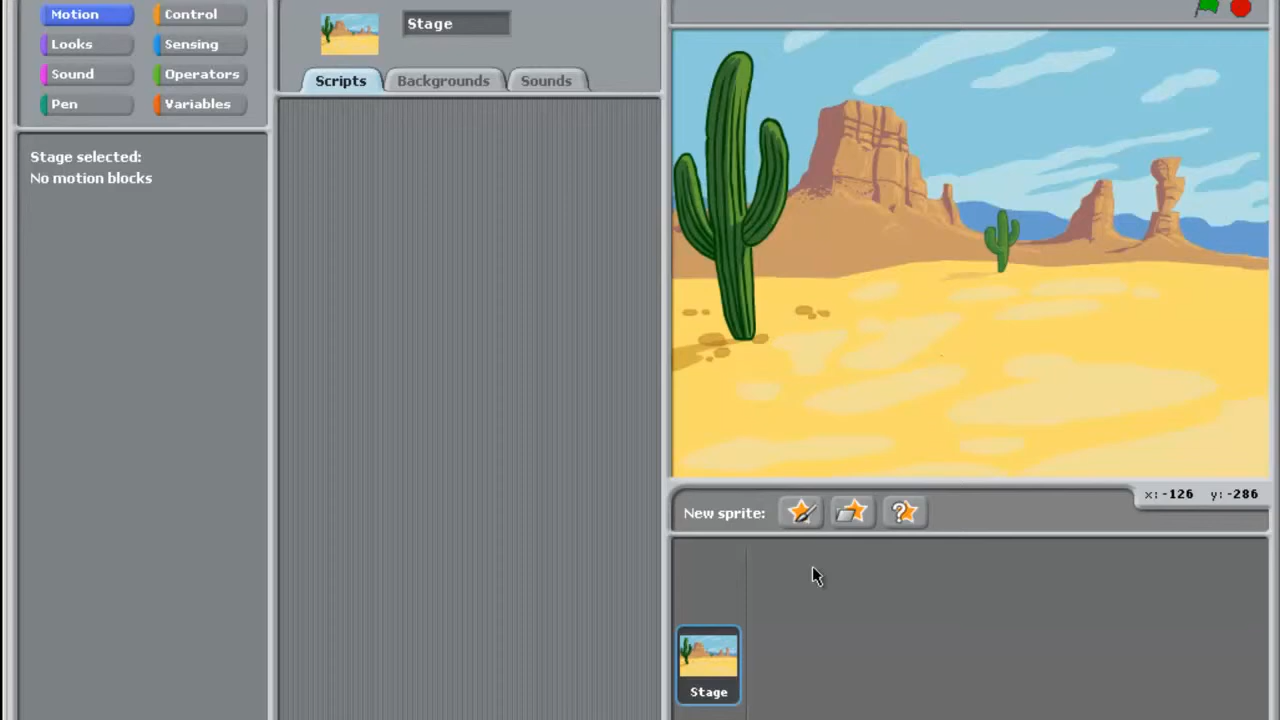 Motion
Control
Looks
Sensing
Sound
Operators
Pen
Variables
Stage selected:
No motion blocks
Stage
Scripts
Backgrounds
Sounds
x: -126 y: -286
New sprite:
Stage